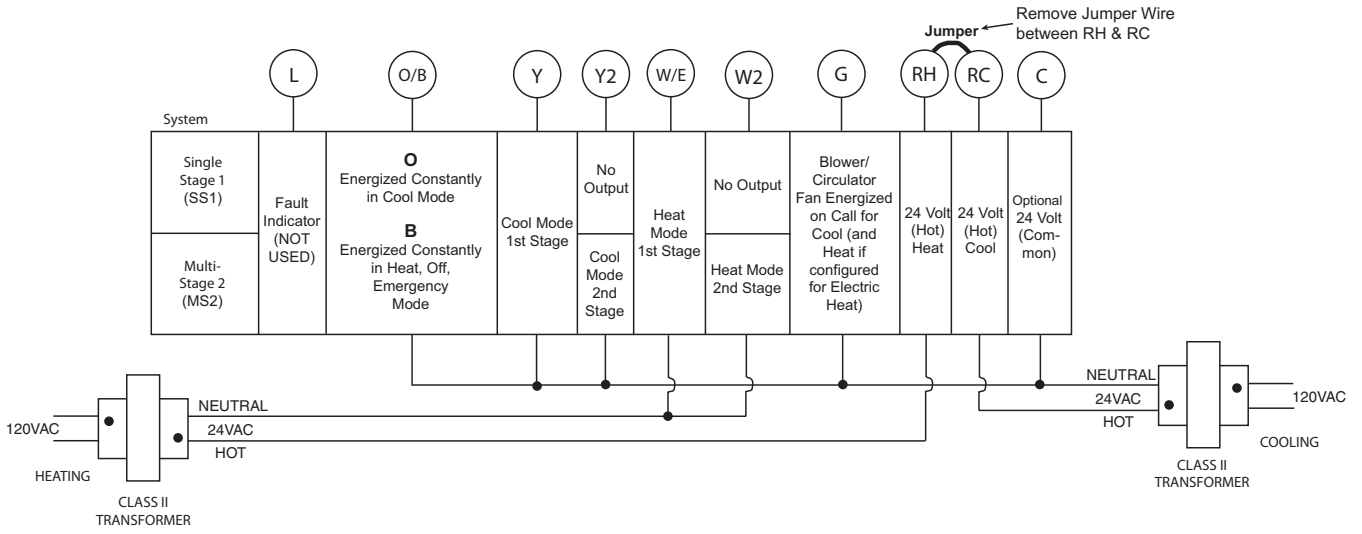 Remove Jumper Wire
between RH & RC
Jumper
L
O/B
Y
Y2
W/E
W2
G
RH
RC
C
System
Single
Stage 1
(SS1)
Multi-
Stage 2
(MS2)
Fault
Indicator
(NOT
USED)
O
Energized Constantly
in Cool Mode
B
Energized Constantly
in Heat, Off,
Emergency
Mode
Cool Mode
1st Stage
No
Output
Cool
Mode
2nd
Stage
Heat
Mode
1st Stage
No Output
Heat Mode
2nd Stage
Blower/
Circulator
Fan Energized
on Call for
Cool (and
Heat if
configured
for Electric
Heat)
24 Volt
(Hot)
Heat
24 Volt
(Hot)
Cool
Optional
24 Volt
(Com-
mon)
120VAC
HEATING
CLASS II
TRANSFORMER
NEUTRAL
24VAC
HOT
NEUTRAL
24VAC
HOT
120VAC
COOLING
CLASS II
TRANSFORMER